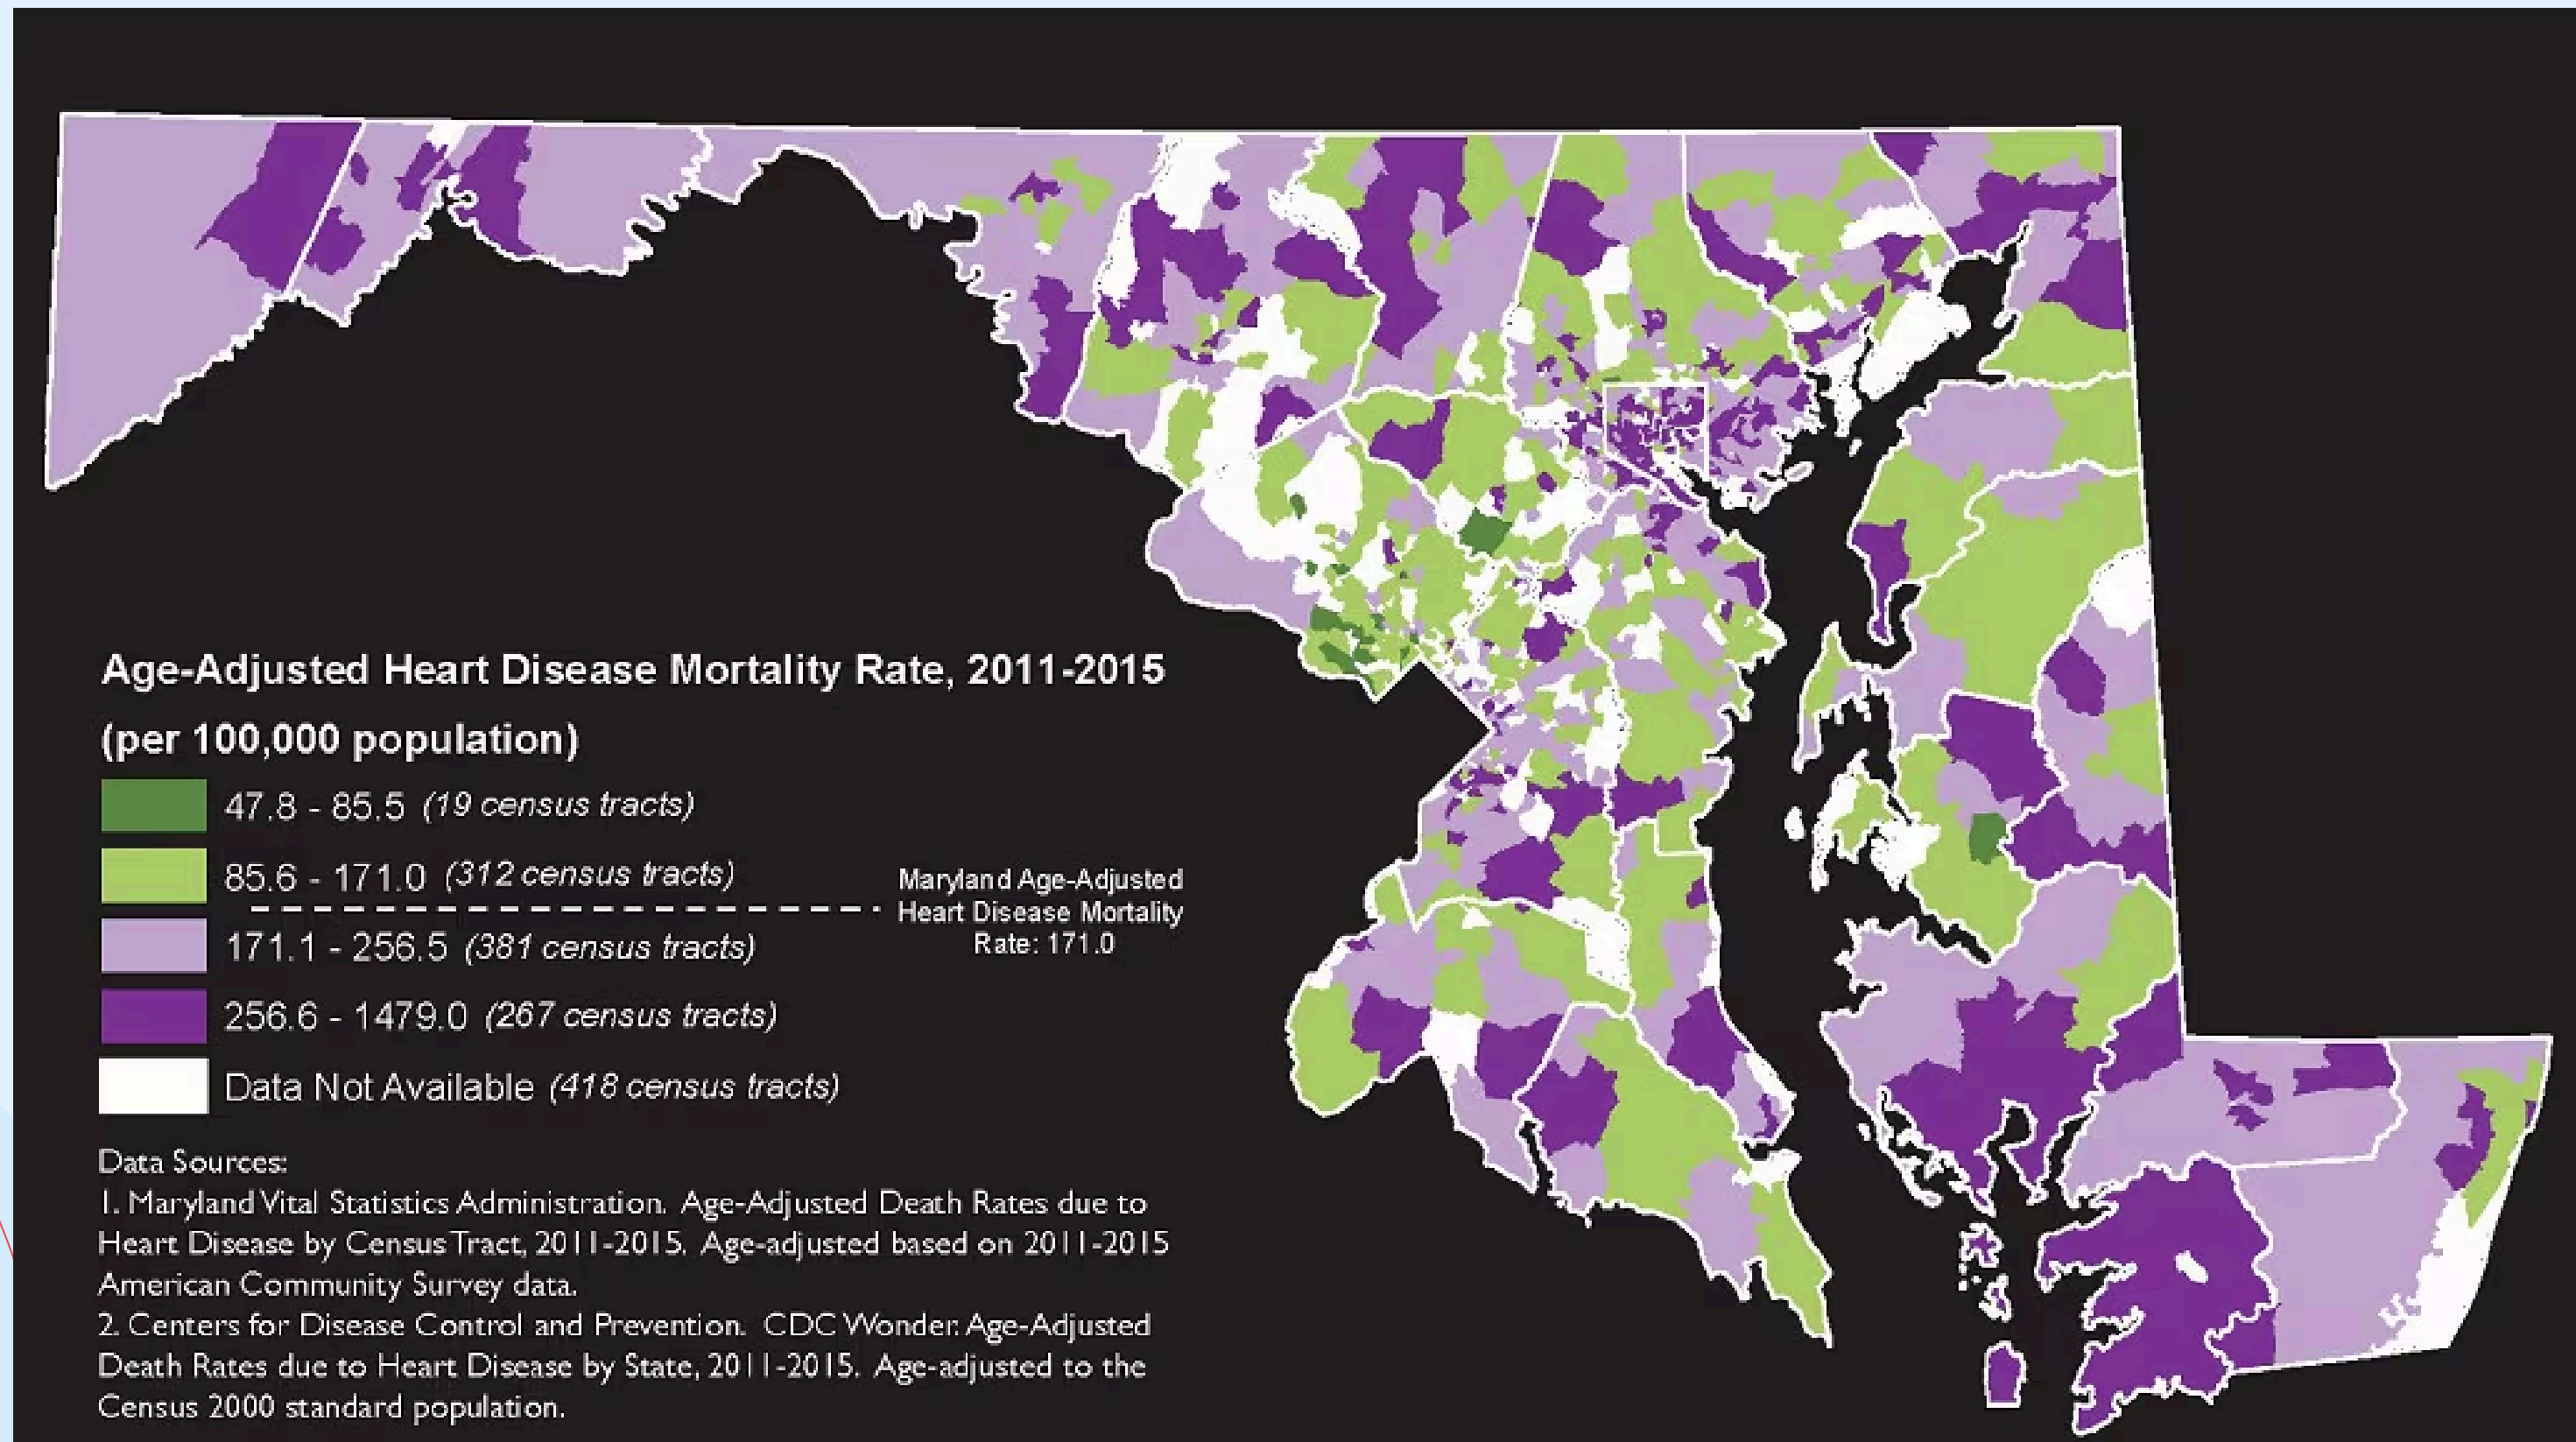 Age-Adjusted Heart Disease Mortality Rate, 2011-2015
(per 100,000 population)
47.8 - 85.5 (19 census tracts)
85.6 - 171.0 (312 census tracts)
Maryland Age-Adjusted
Heart Disease Mortality
Rate: 171.0
171.1 - 256.5 (381 census tracts)
256.6 - 1479.0 (267 census tracts)
Data Not Available (418 census tracts)
Data Sources:
1. Maryland Vital Statistics Administration. Age-Adjusted Death Rates due to
Heart Disease by Census Tract, 2011-2015. Age-adjusted based on 2011-2015
American Community Survey data.
2. Centers for Disease Control and Prevention. CDC Wonder. Age-Adjusted
Death Rates due to Heart Disease by State, 2011-2015. Age-adjusted to the
Census 2000 standard population.